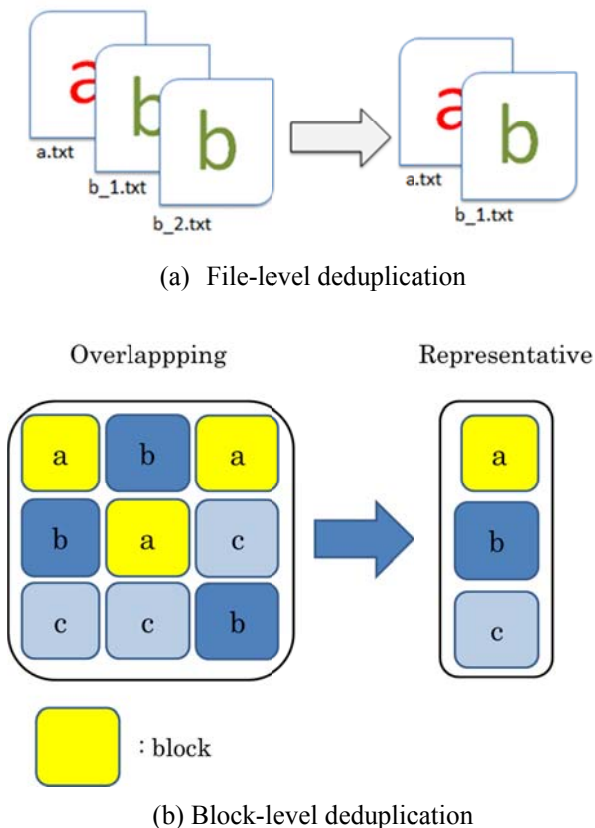 a b b a b
a.txt a.txt
b_1.txt b_1.txt
b_2.txt
(a) File-level deduplication
Overlappping Representative
a b a a
b a c b
c c b c
: block
(b) Block-level deduplication